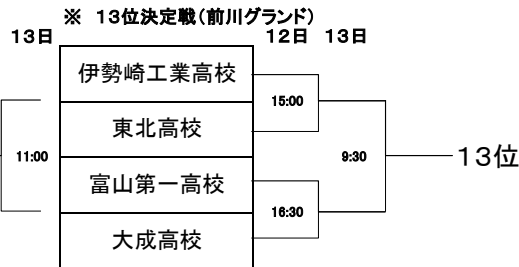 ※ 13位決定戦(前川グランド)
13日 12日 13日
伊勢崎工業高校
15:00
東北高校
11:00 9:30 13位
富山第一高校
16:30
大成高校